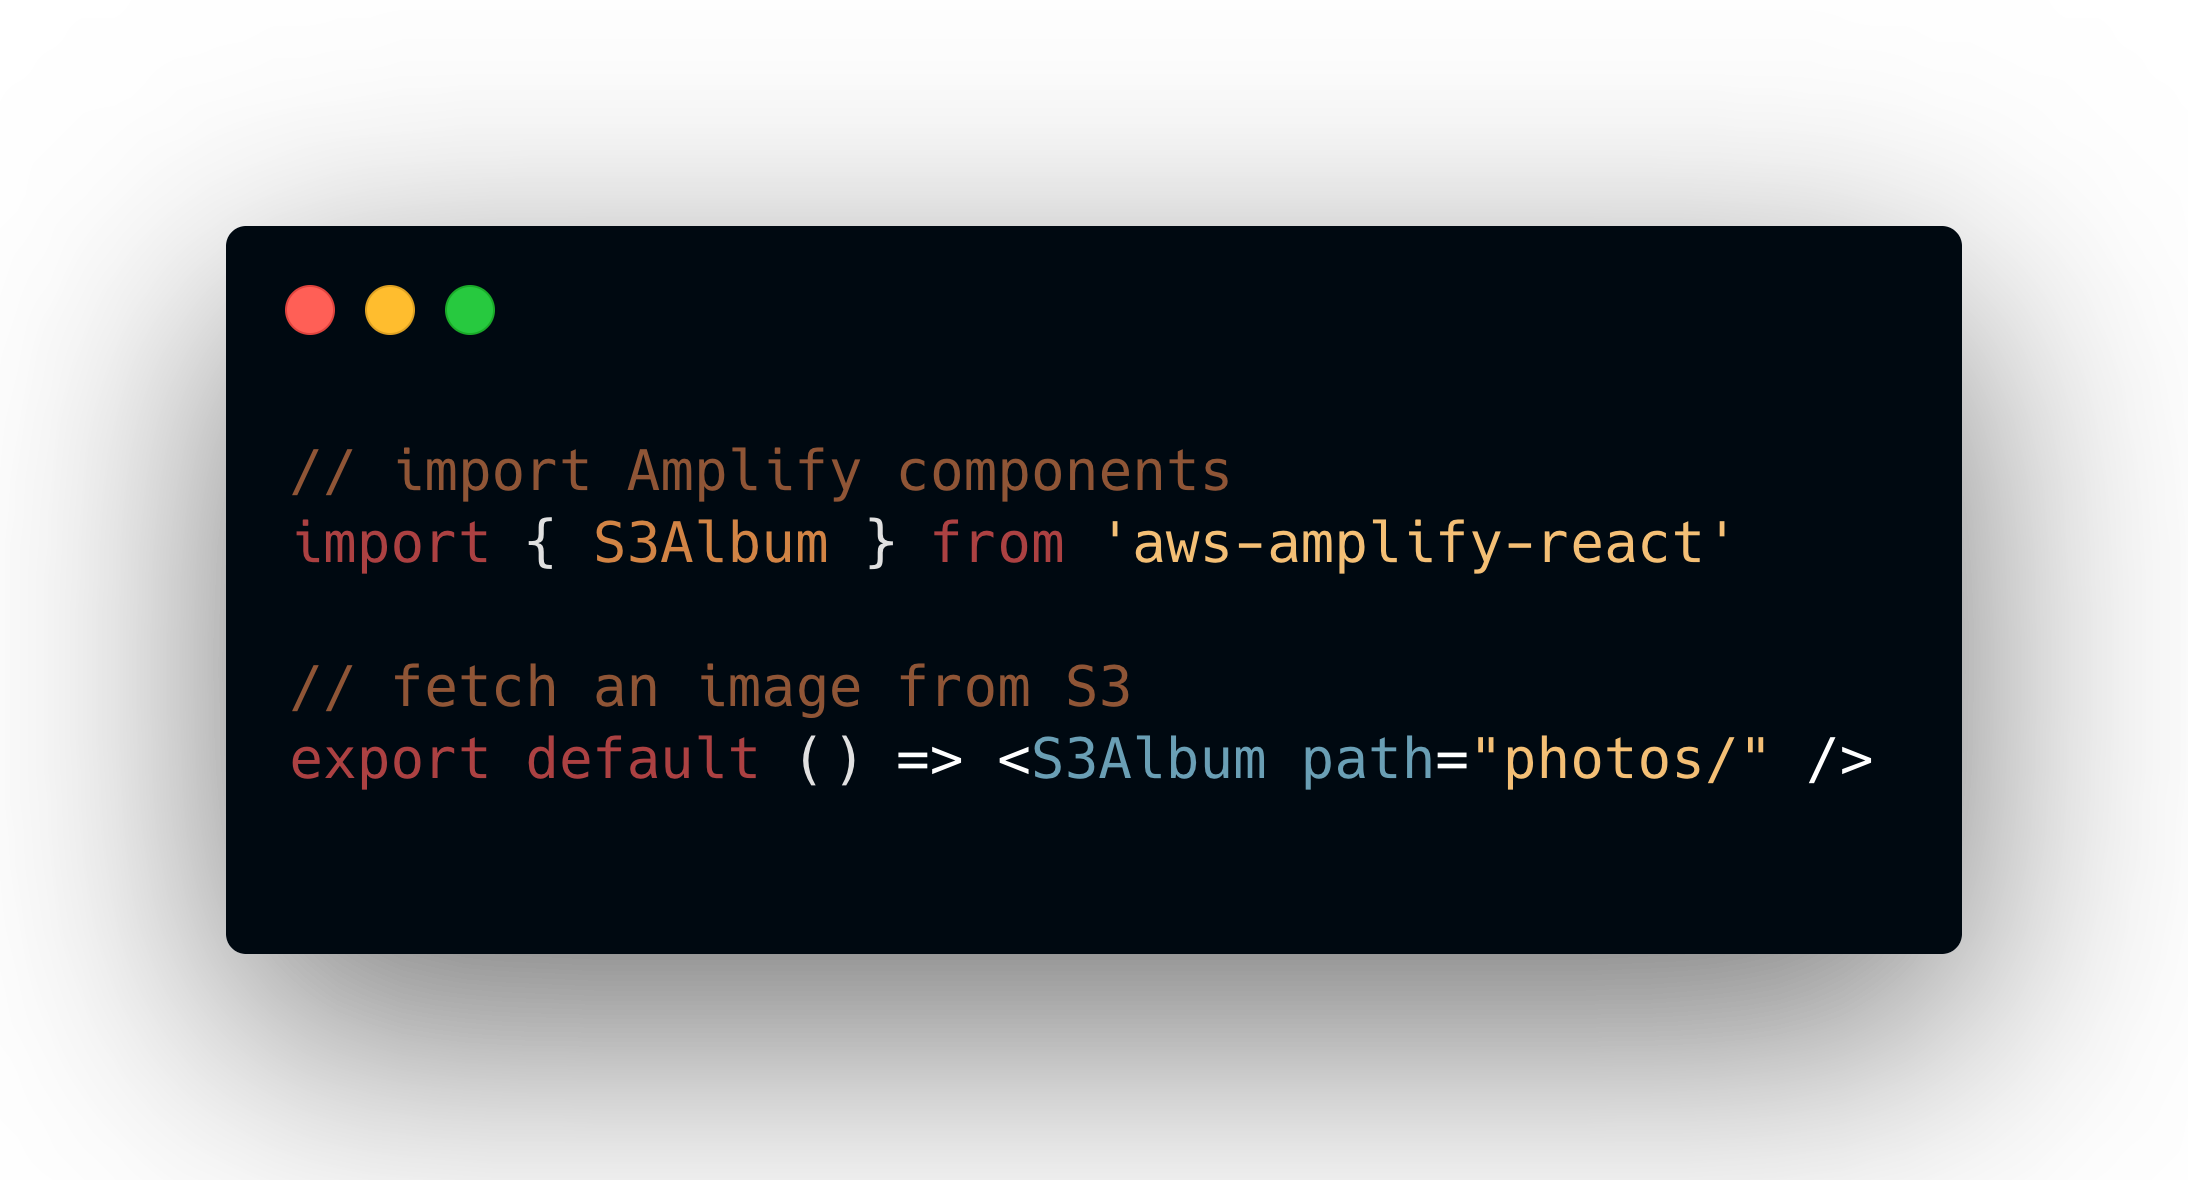 // import Amplify components
import { S3Album } from 'aws-amplify-react'
// fetch an image from S3
export default () => <S3Album path="photos/" />